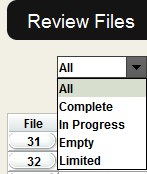 Review Files
All
All
Complete
In Progress
Empty
Limited
File
31
32